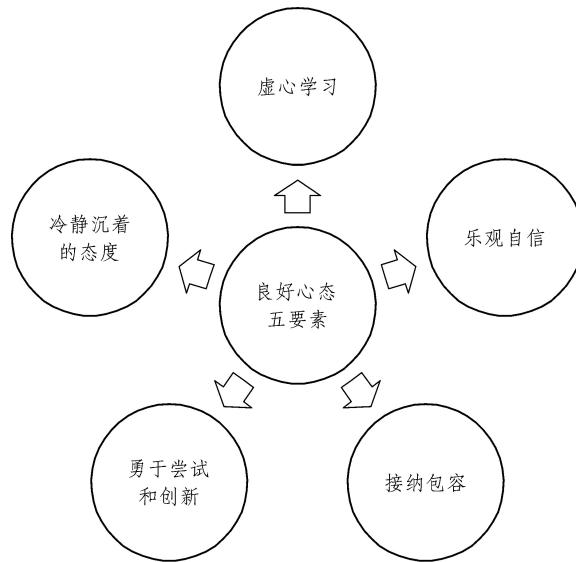 虚心学习
冷静沉着
的态度
乐观自信
良好心态
五要素
勇于尝试
和创新
接纳包容